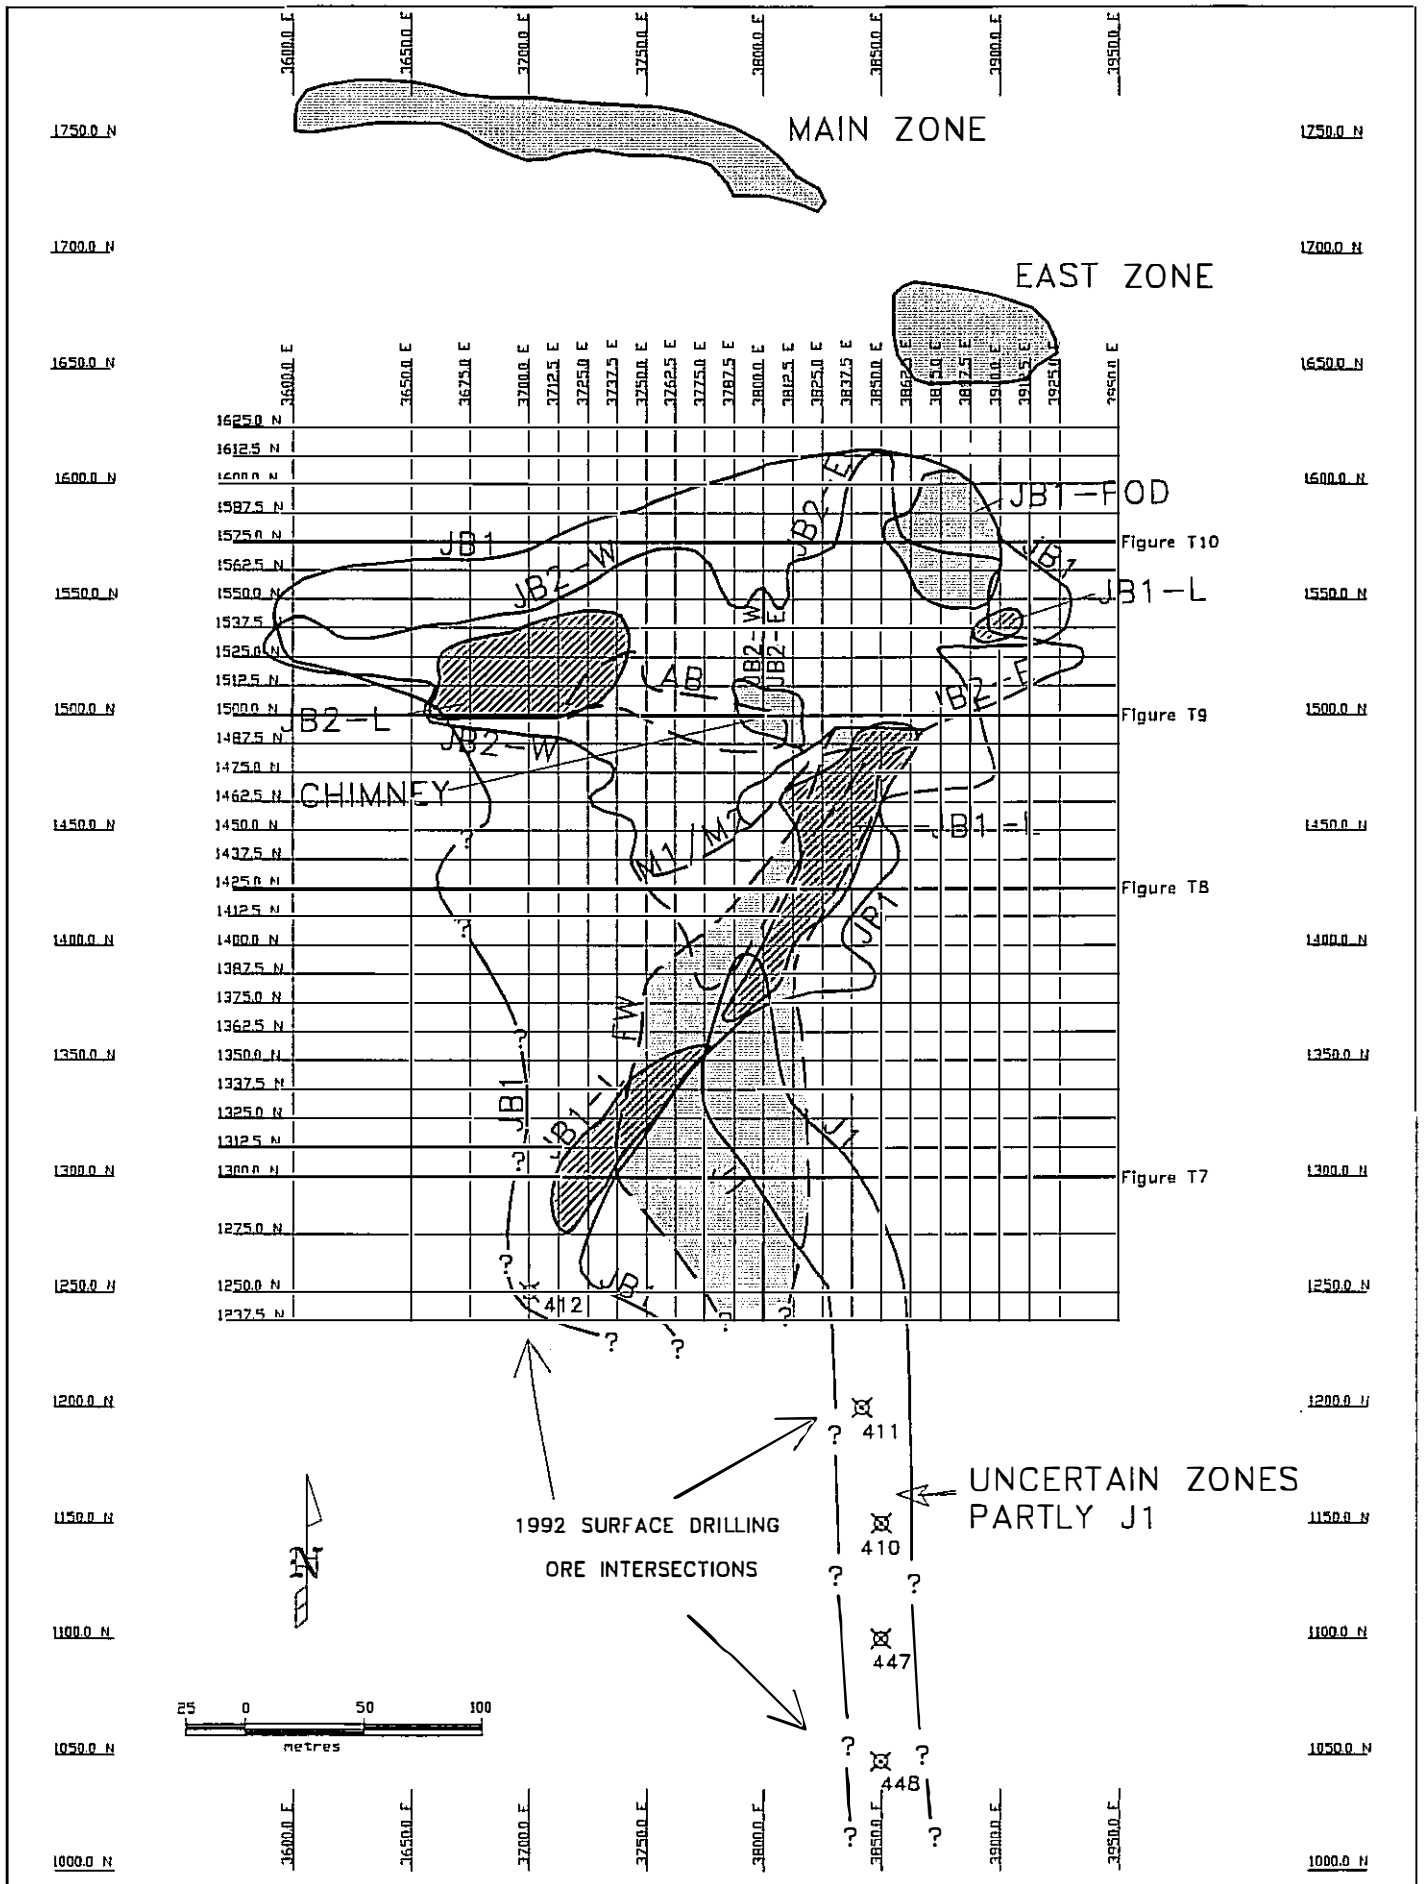 3600.0 E
3650.0 E
3700.0 E
3750.0 E
3800.0 E
3850.0 E
3900.0 E
3950.0 E
1750.0 N
MAIN ZONE
1750.0 N
1700.0 N
1700.0 N
EAST ZONE
1650.0 N
1650.0 N
3600.0 E
3650.0 E
3675.0 E
3700.0 E
3712.5 E
3725.0 E
3737.5 E
3750.0 E
3762.5 E
3775.0 E
3787.5 E
3800.0 E
3812.5 E
3825.0 E
3837.5 E
3850.0 E
3950.0 E
1625.0 N
1612.5 N
1600.0 N
1600.0 N
1600.0 N
1587.5 N
1575.0 N
1562.5 N
1550.0 N
1550.0 N
1550.0 N
1537.5 N
1525.0 N
1512.5 N
1500.0 N
1500.0 N
1500.0 N
1487.5 N
1475.0 N
1462.5 N
1450.0 N
1450.0 N
1450.0 N
1437.5 N
1425.0 N
1412.5 N
1400.0 N
1400.0 N
1400.0 N
1387.5 N
1375.0 N
1362.5 N
1350.0 N
1350.0 N
1350.0 N
1337.5 N
1325.0 N
1312.5 N
1300.0 N
1300.0 N
1300.0 N
1275.0 N
1250.0 N
1250.0 N
1250.0 N
1237.5 N
JB2-E
JB1-POD
JB1
Figure T10
JB1
JB2-W
JB1-L
JB2-W
JB2-E
LAB
JB2-E
JB2-L
Figure T9
JB2-W
CHIMNEY
M1/M2
JB1-L
?
Figure T8
JB1
?
FW
?
JB1
JB1-L
J1
?
Figure T7
?
JB1
412
?
?
?
?
1200.0 N
1200.0 N
411
?
UNCERTAIN ZONES
PARTLY J1
1992 SURFACE DRILLING
ORE INTERSECTIONS
1150.0 N
1150.0 N
410
?
?
N
1100.0 N
1100.0 N
447
25
0
50
100
metres
?
?
1050.0 N
1050.0 N
448
?
?
3600.0 E
3650.0 E
3700.0 E
3750.0 E
3800.0 E
3850.0 E
3900.0 E
3950.0 E
1000.0 N
1000.0 N